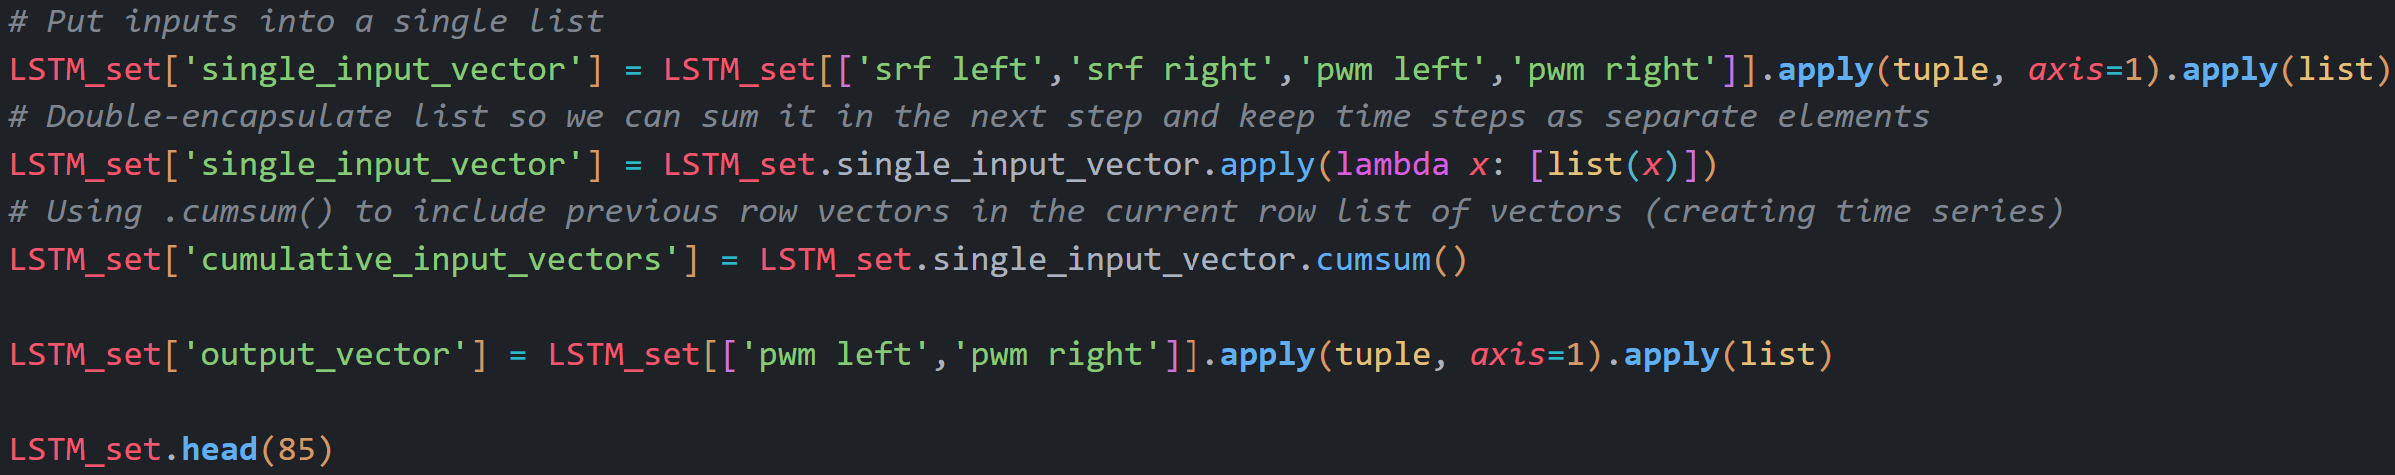 # Put inputs into a single list
LSTM_set['single_input_vector'] = LSTM_set[['srf left','srf right','pwm left','pwm right']].apply(tuple, axis=1).apply(list)
# Double-encapsulate list so we can sum it in the next step and keep time steps as separate elements
LSTM_set['single_input_vector'] = LSTM_set.single_input_vector.apply(lambda x: [list(x)])
# Using .cumsum() to include previous row vectors in the current row list of vectors (creating time series)
LSTM_set['cumulative_input_vectors'] = LSTM_set.single_input_vector.cumsum()
LSTM_set['output_vector'] = LSTM_set[['pwm left','pwm right']].apply(tuple, axis=1).apply(list)
LSTM_set.head(85)